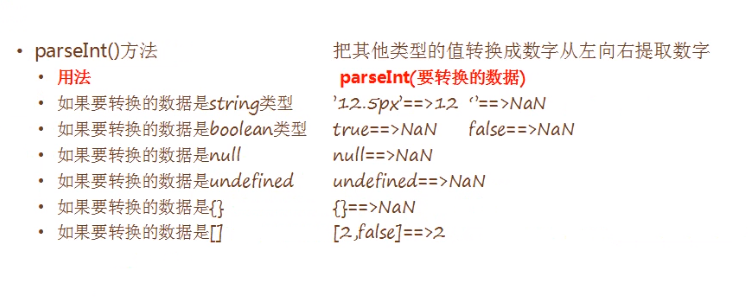 parseInt()方法 把其他类型的值转换成数字从左向右提取数字
用法 parseInt(要转换的数据)
如果要转换的数据是string类型 '12.5px'==>12 ''==>NaN
如果要转换的数据是boolean类型 true==>NaN false==>NaN
如果要转换的数据是null null==>NaN
如果要转换的数据是undefined undefined==>NaN
如果要转换的数据是{} {}==>NaN
如果要转换的数据是[] [2,false]==>2